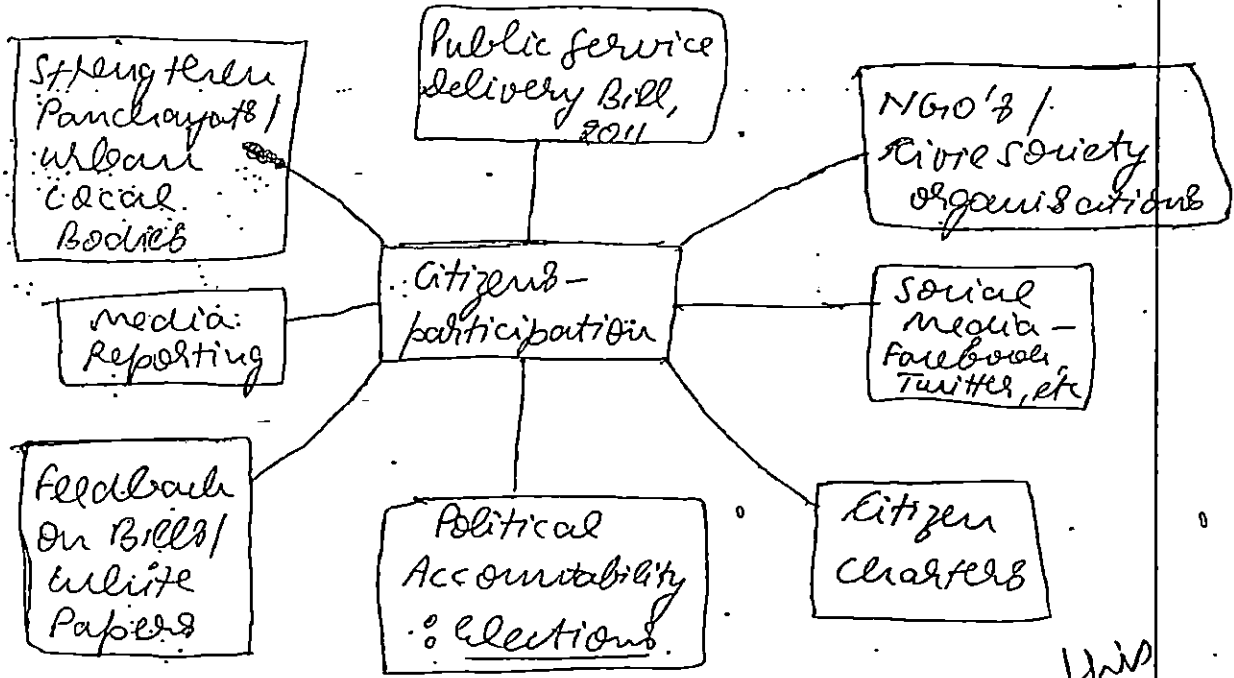 Public Service
Delivery Bill,
2011
Strengthen
Panchayats/
urban
Local
Bodies
NGO's/
Civic Society
organisations
Citizens-
participation
Media:
Reporting
Social
Media-
Facebook,
Twitter, etc
Feedback
on Bills/
White
Papers
Political
Accountability
: Elections.
Citizen
Charters